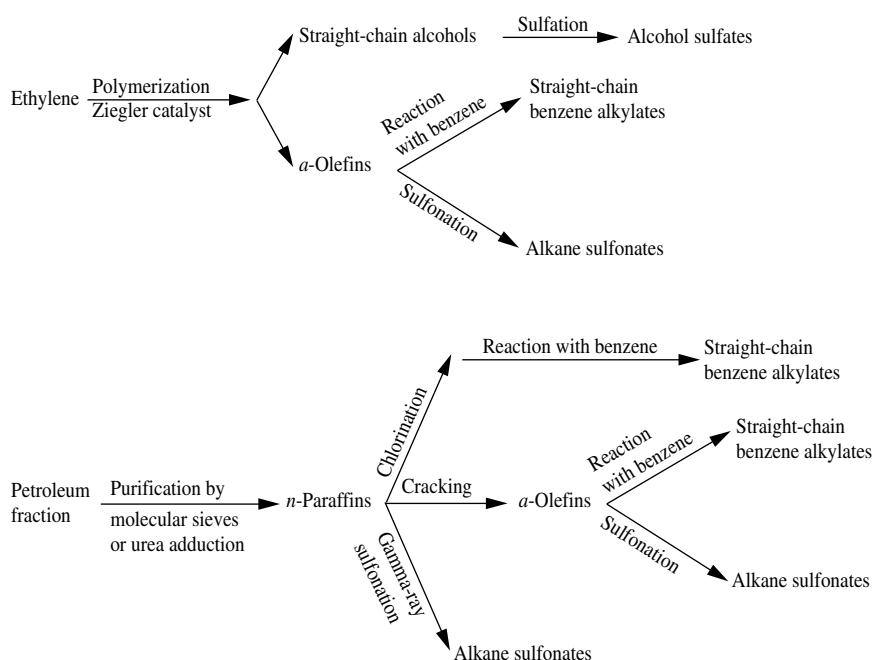 Straight-chain alcohols
Sulfation
Alcohol sulfates
Ethylene
Polymerization
Ziegler catalyst
Reaction
with benzene
Straight-chain
benzene alkylates
a-Olefins
Sulfonation
Alkane sulfonates
Reaction with benzene
Straight-chain
benzene alkylates
Chlorination
Petroleum
fraction
Purification by
molecular sieves
or urea adduction
n-Paraffins
Cracking
a-Olefins
Reaction
with benzene
Straight-chain
benzene alkylates
Sulfonation
Alkane sulfonates
Gamma-ray
sulfonation
Alkane sulfonates